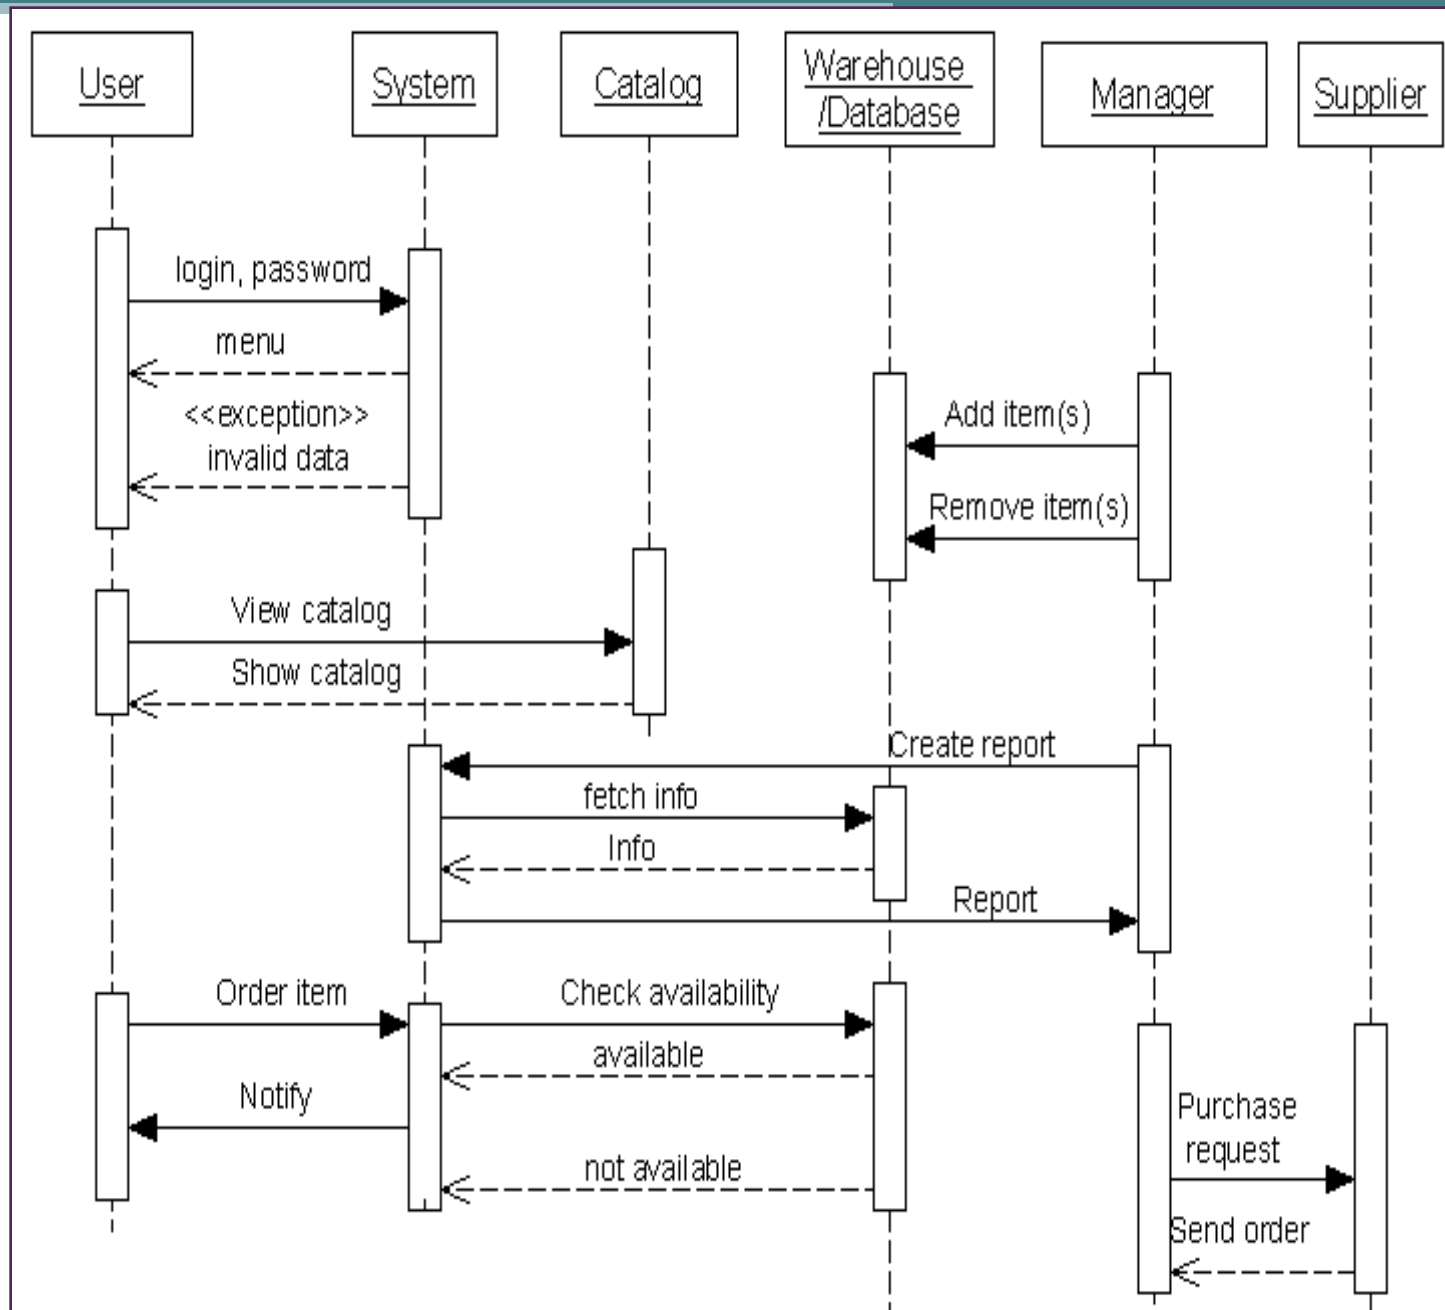 User
System
Catalog
Warehouse
/Database
Manager
Supplier
login, password
menu
<<exception>>
invalid data
Add item(s)
Remove item(s)
View catalog
Show catalog
Create report
fetch info
Info
Report
Order item
Check availability
available
Notify
not available
Purchase
request
Send order